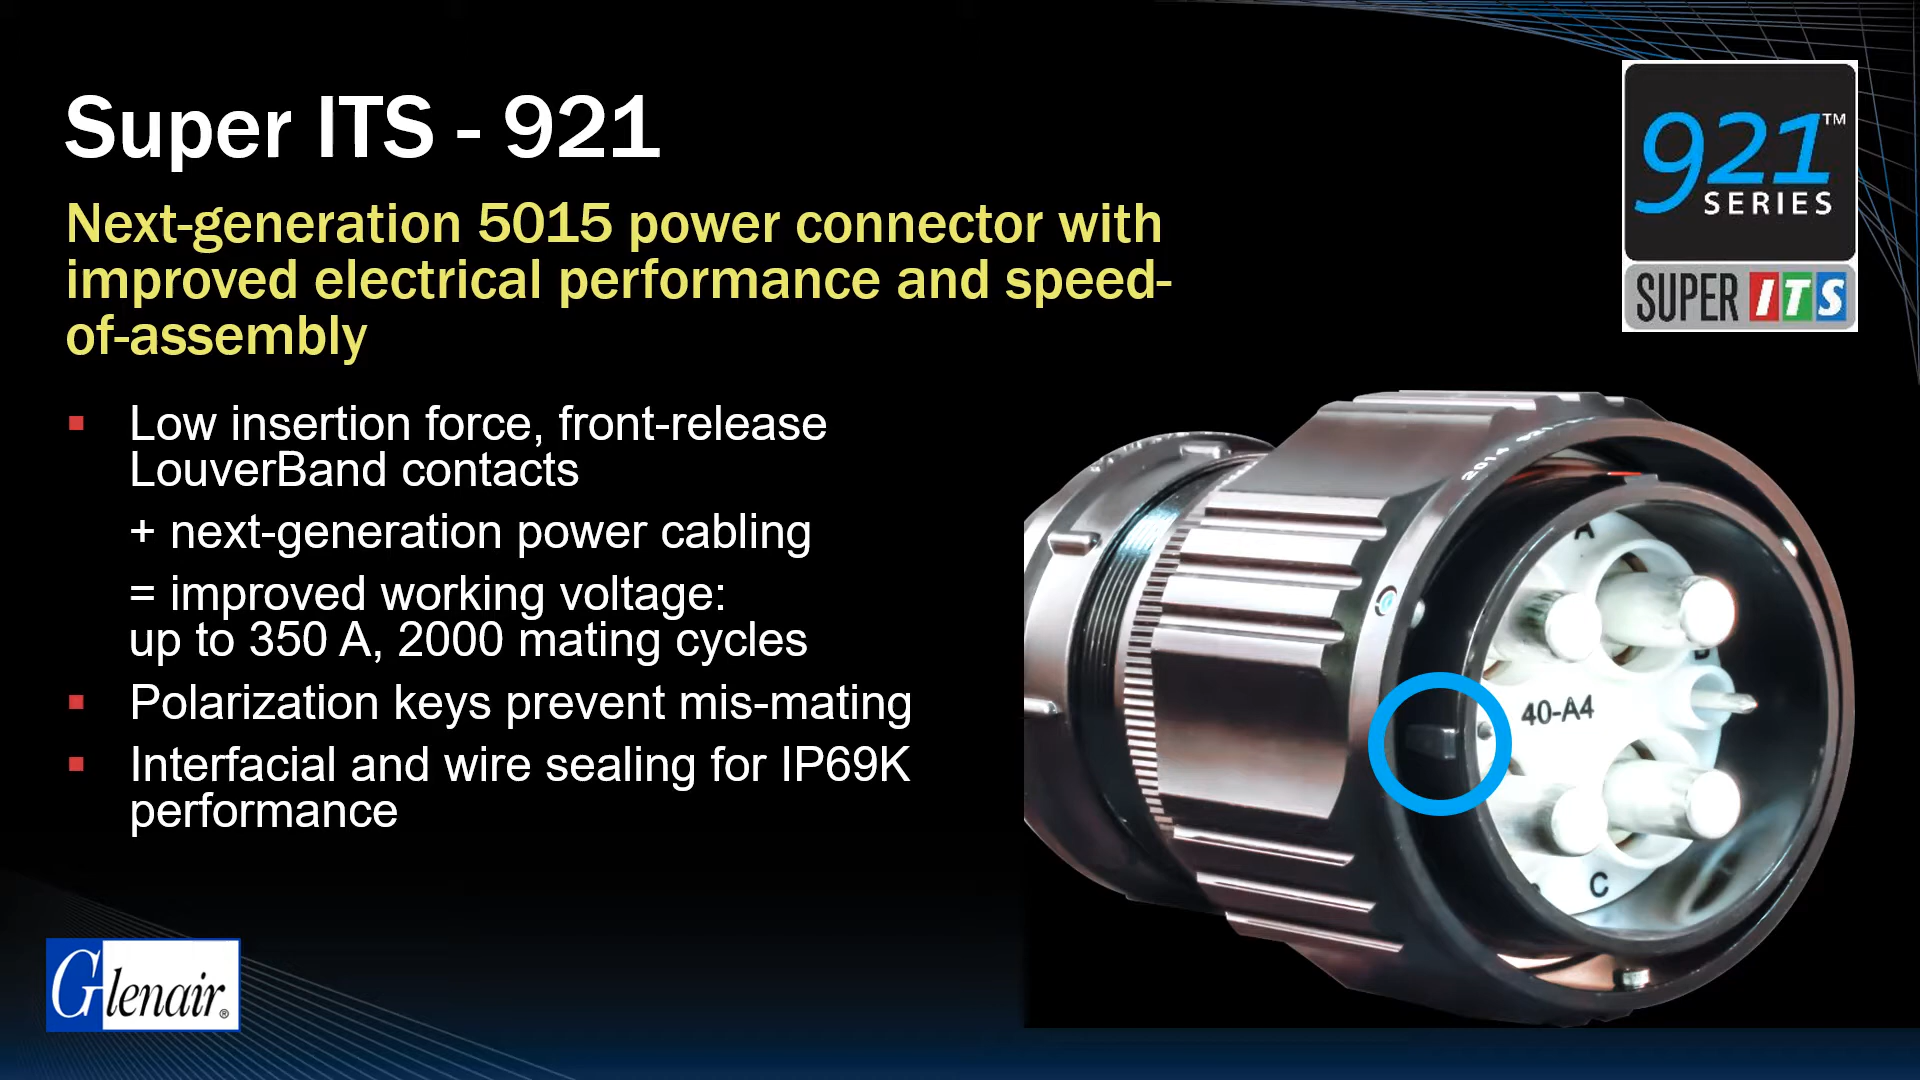 Super ITS - 921
921™
SERIES
SUPER ITS
Next-generation 5015 power connector with
improved electrical performance and speed-
of-assembly
Low insertion force, front-release
LouverBand contacts
+ next-generation power cabling
= improved working voltage:
up to 350 A, 2000 mating cycles
Polarization keys prevent mis-mating
Interfacial and wire sealing for IP69K
performance
A
B
40-A4
C
Glenair®